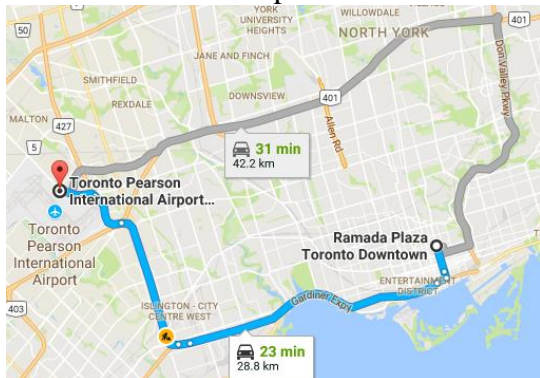 YORK
UNIVERSITY
HEIGHTS
WILLOWDALE
401
50
NORTH YORK
JANE AND FINCH
Don Valley Pkwy
SMITHFIELD
REXDALE
DOWNSVIEW
401
MALTON
427
Allen Rd
5
31 min
42.2 km
Toronto Pearson
International Airport...
Toronto
Pearson
International
Airport
Ramada Plaza
Toronto Downtown
ENTERTAINMENT
DISTRICT
403
ISLINGTON - CITY
CENTRE WEST
Gardiner Expy
23 min
28.8 km